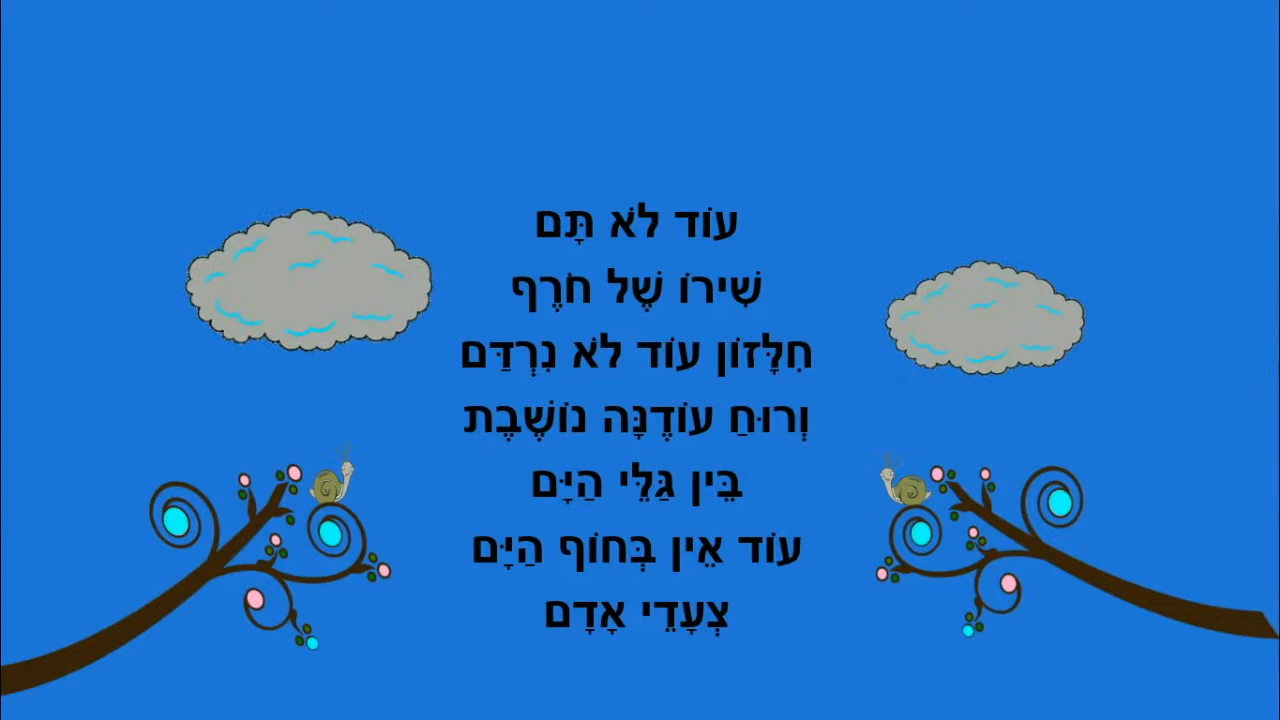 עוֹד לֹא תָּם
שִׁירוֹ שֶׁל חֹרֶף
חִלָּזוֹן עוֹד לֹא נִרְדַּם
וְרוּחַ עוֹדֶנָּה נוֹשֶׁבֶת
בֵּין גַּלֵּי הַיָּם
עוֹד אֵין בְּחוֹף הַיָּם
צְעָדֵי אָדָם